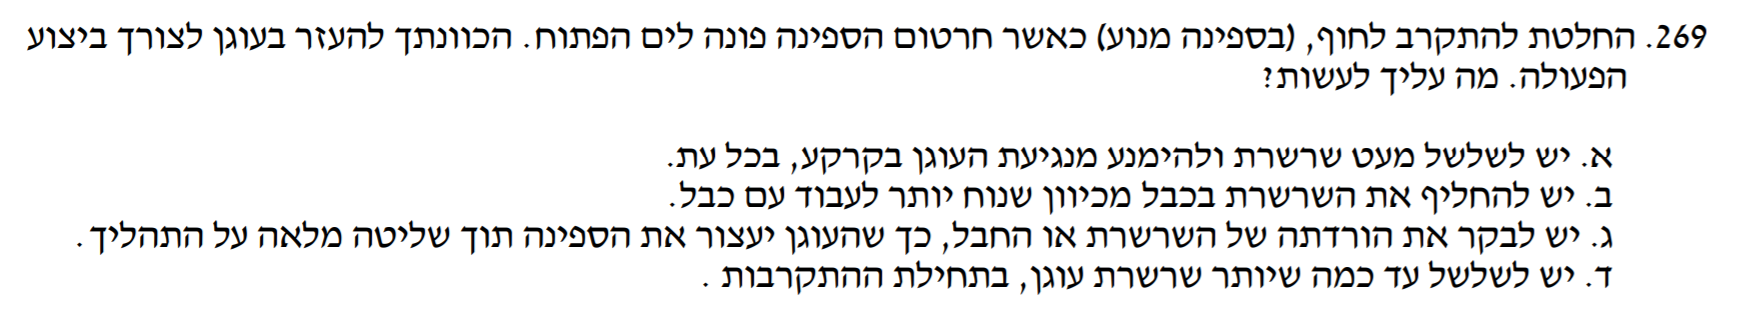 269. החלטת להתקרב לחוף, (בספינה מנוע) כאשר חרטום הספינה פונה לים הפתוח. הכוונתך להעזר בעוגן לצורך ביצוע
הפעולה. מה עליך לעשות?
א. יש לשלשל מעט שרשרת ולהימנע מנגיעת העוגן בקרקע, בכל עת.
ב. יש להחליף את השרשרת בכבל מכיוון שנוח יותר לעבוד עם כבל.
ג. יש לבקר את הורדתה של השרשרת או החבל, כך שהעוגן יעצור את הספינה תוך שליטה מלאה על התהליך.
ד. יש לשלשל עד כמה שיותר שרשרת עוגן, בתחילת ההתקרבות .